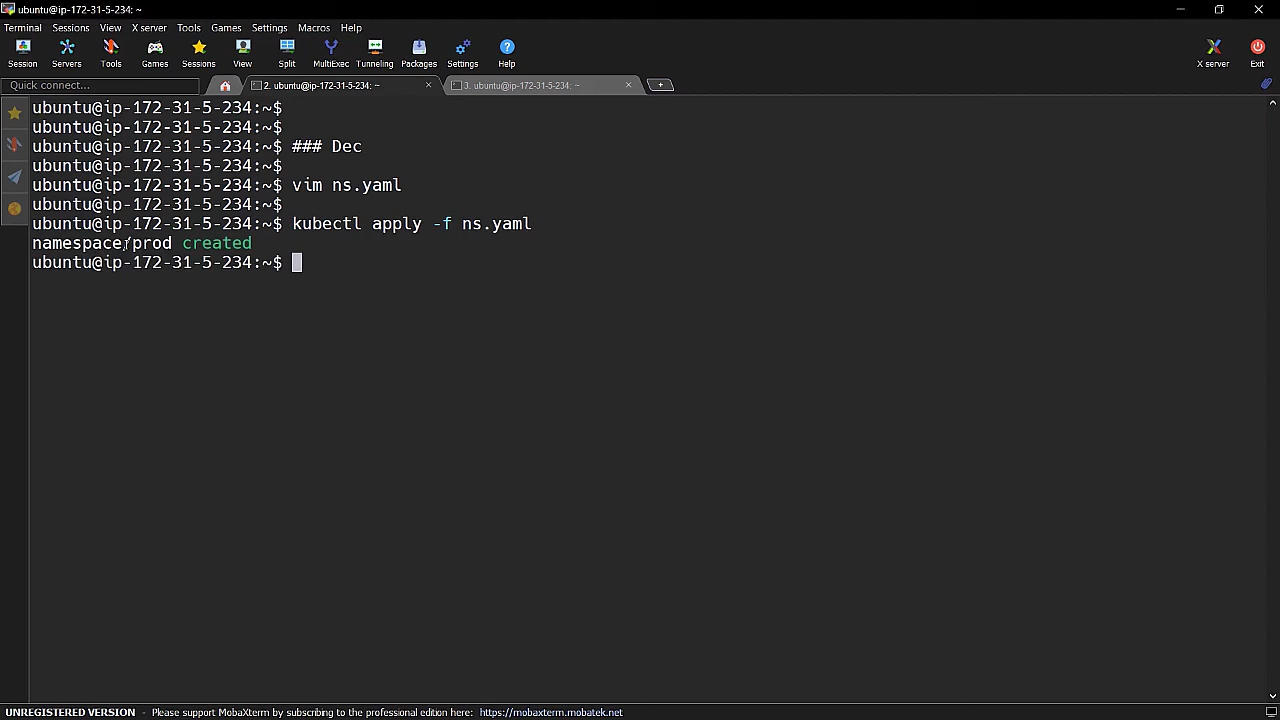 ubuntu@ip-172-31-5-234: ~
Terminal Sessions View X server Tools Games Settings Macros Help
Session Servers Tools Games Sessions View Split MultiExec Tunneling Packages Settings Help X server Exit
Quick connect... 2. ubuntu@ip-172-31-5-234: ~ 3. ubuntu@ip-172-31-5-234: ~
ubuntu@ip-172-31-5-234:~$
ubuntu@ip-172-31-5-234:~$
ubuntu@ip-172-31-5-234:~$ ### Dec
ubuntu@ip-172-31-5-234:~$
ubuntu@ip-172-31-5-234:~$ vim ns.yaml
ubuntu@ip-172-31-5-234:~$
ubuntu@ip-172-31-5-234:~$ kubectl apply -f ns.yaml
namespace/prod created
ubuntu@ip-172-31-5-234:~$
UNREGISTERED VERSION - Please support MobaXterm by subscribing to the professional edition here: https://mobaxterm.mobatek.net